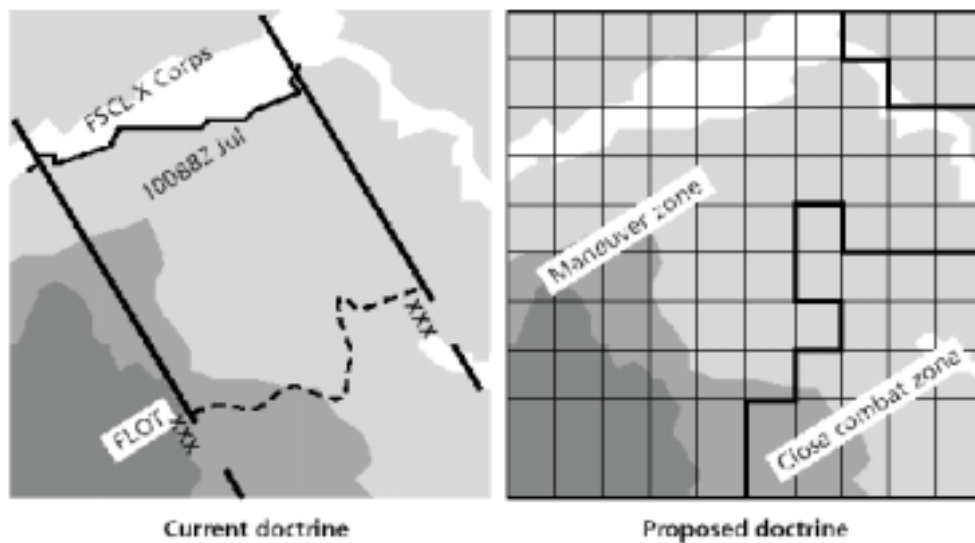 FSCL X Corps
100882 Jul
XXX
FLOT
XXX
Maneuver zone
Close combat zone
Current doctrine
Proposed doctrine